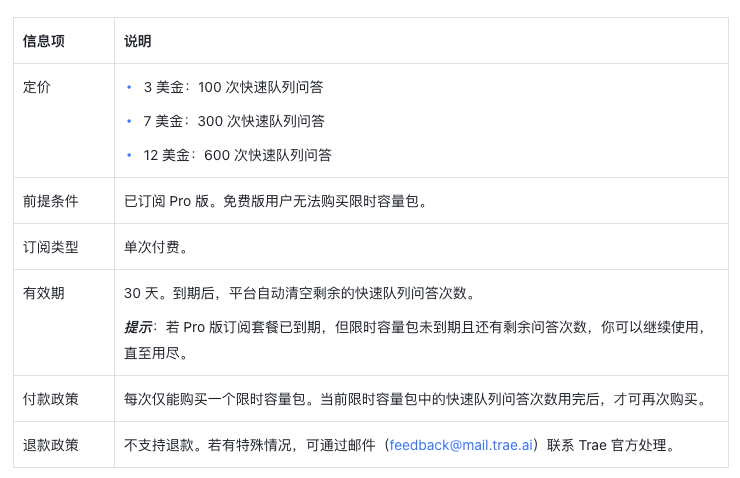 信息项 说明
定价
• 3 美金：100 次快速队列问答
• 7 美金：300 次快速队列问答
• 12 美金：600 次快速队列问答
前提条件 已订阅 Pro 版。免费版用户无法购买限时容量包。
订阅类型 单次付费。
有效期 30 天。到期后，平台自动清空剩余的快速队列问答次数。
提示：若 Pro 版订阅套餐已到期，但限时容量包未到期且还有剩余问答次数，你可以继续使用，
直至用尽。
付款政策 每次仅能购买一个限时容量包。当前限时容量包中的快速队列问答次数用完后，才可再次购买。
退款政策 不支持退款。若有特殊情况，可通过邮件（feedback@mail.trae.ai）联系 Trae 官方处理。